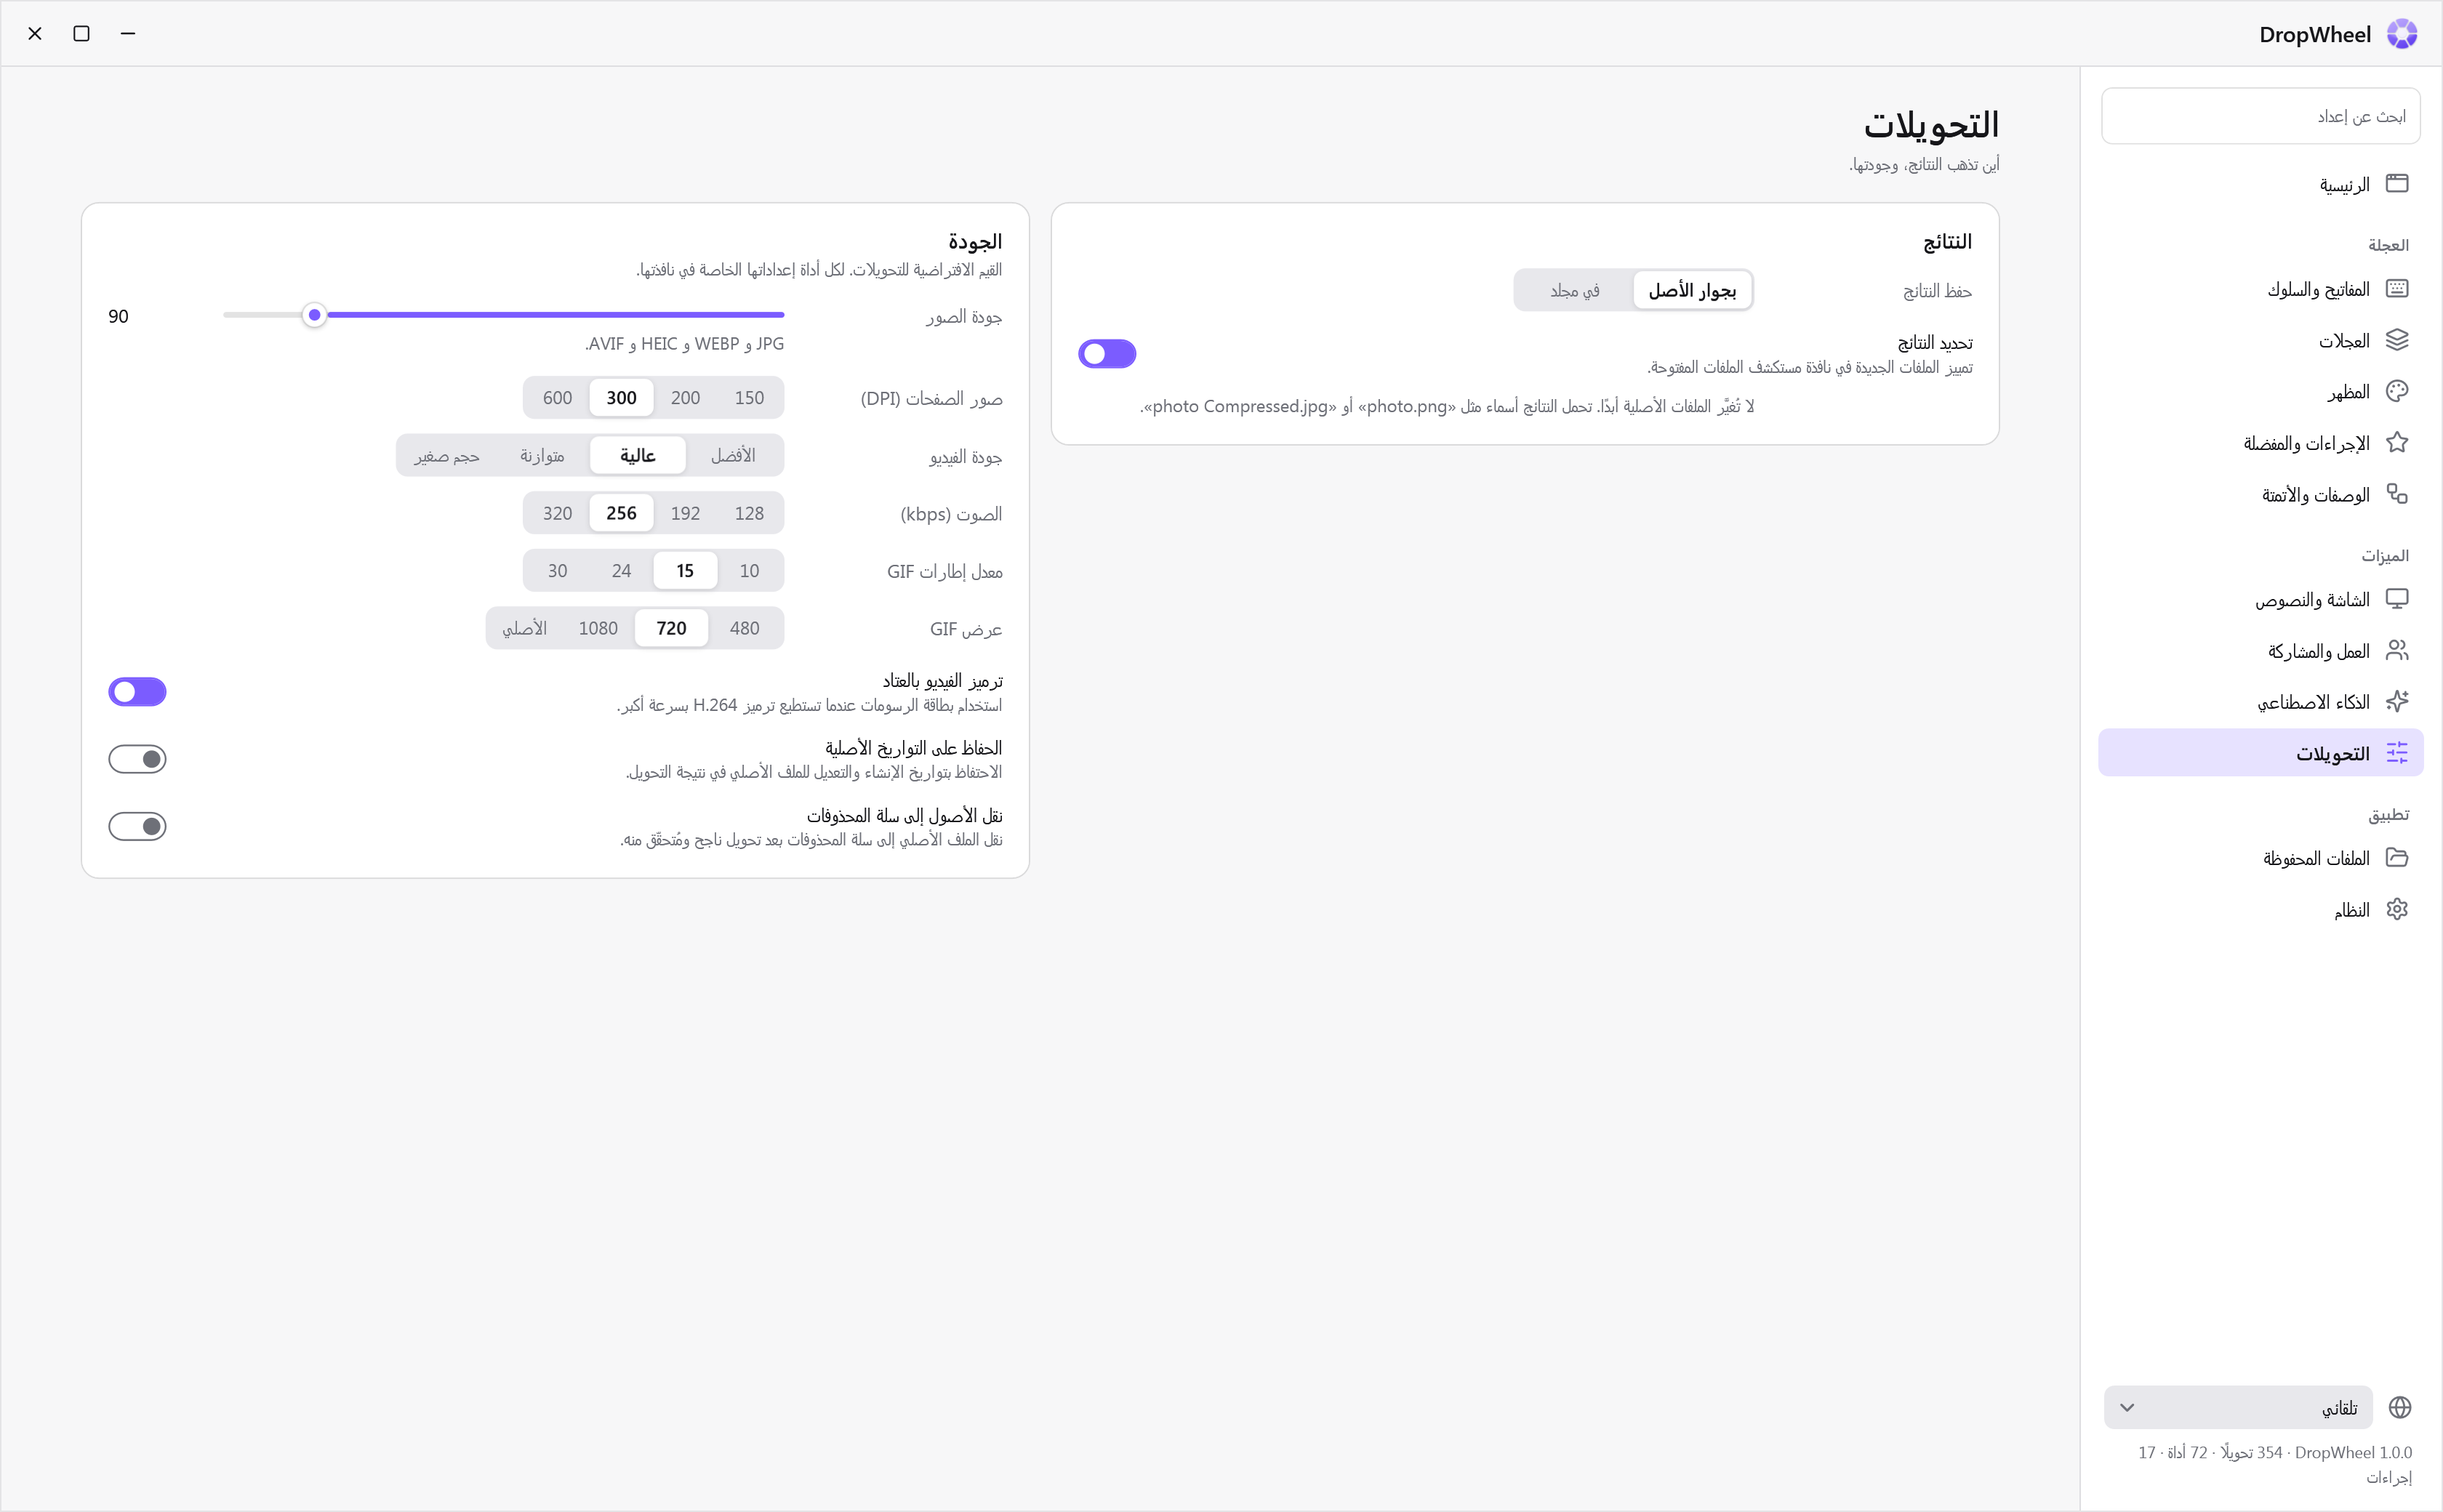 DropWheel
ابحث عن إعداد
الرئيسية
العجلة
المفاتيح والسلوك
العجلات
المظهر
الإجراءات والمفضلة
الوصفات والأتمتة
الميزات
الشاشة والنصوص
العمل والمشاركة
الذكاء الاصطناعي
التحويلات
تطبيق
الملفات المحفوظة
النظام
تلقائي
DropWheel 1.0.0 · 354 تحويلًا · 72 أداة · 17
إجراءات
التحويلات
أين تذهب النتائج، وجودتها.
النتائج
حفظ النتائج
بجوار الأصل
في مجلد
تحديد النتائج
تمييز الملفات الجديدة في نافذة مستكشف الملفات المفتوحة.
لا تُغيَّر الملفات الأصلية أبدًا. تحمل النتائج أسماء مثل «photo.png» أو «photo Compressed.jpg».
الجودة
القيم الافتراضية للتحويلات. لكل أداة إعداداتها الخاصة في نافذتها.
جودة الصور
90
JPG و WEBP و HEIC و AVIF.
صور الصفحات (DPI)
150
200
300
600
جودة الفيديو
الأفضل
عالية
متوازنة
حجم صغير
الصوت (kbps)
128
192
256
320
معدل إطارات GIF
10
15
24
30
عرض GIF
480
720
1080
الأصلي
ترميز الفيديو بالعتاد
استخدام بطاقة الرسومات عندما تستطيع ترميز H.264 بسرعة أكبر.
الحفاظ على التواريخ الأصلية
الاحتفاظ بتواريخ الإنشاء والتعديل للملف الأصلي في نتيجة التحويل.
نقل الأصول إلى سلة المحذوفات
نقل الملف الأصلي إلى سلة المحذوفات بعد تحويل ناجح ومُتحقَّق منه.